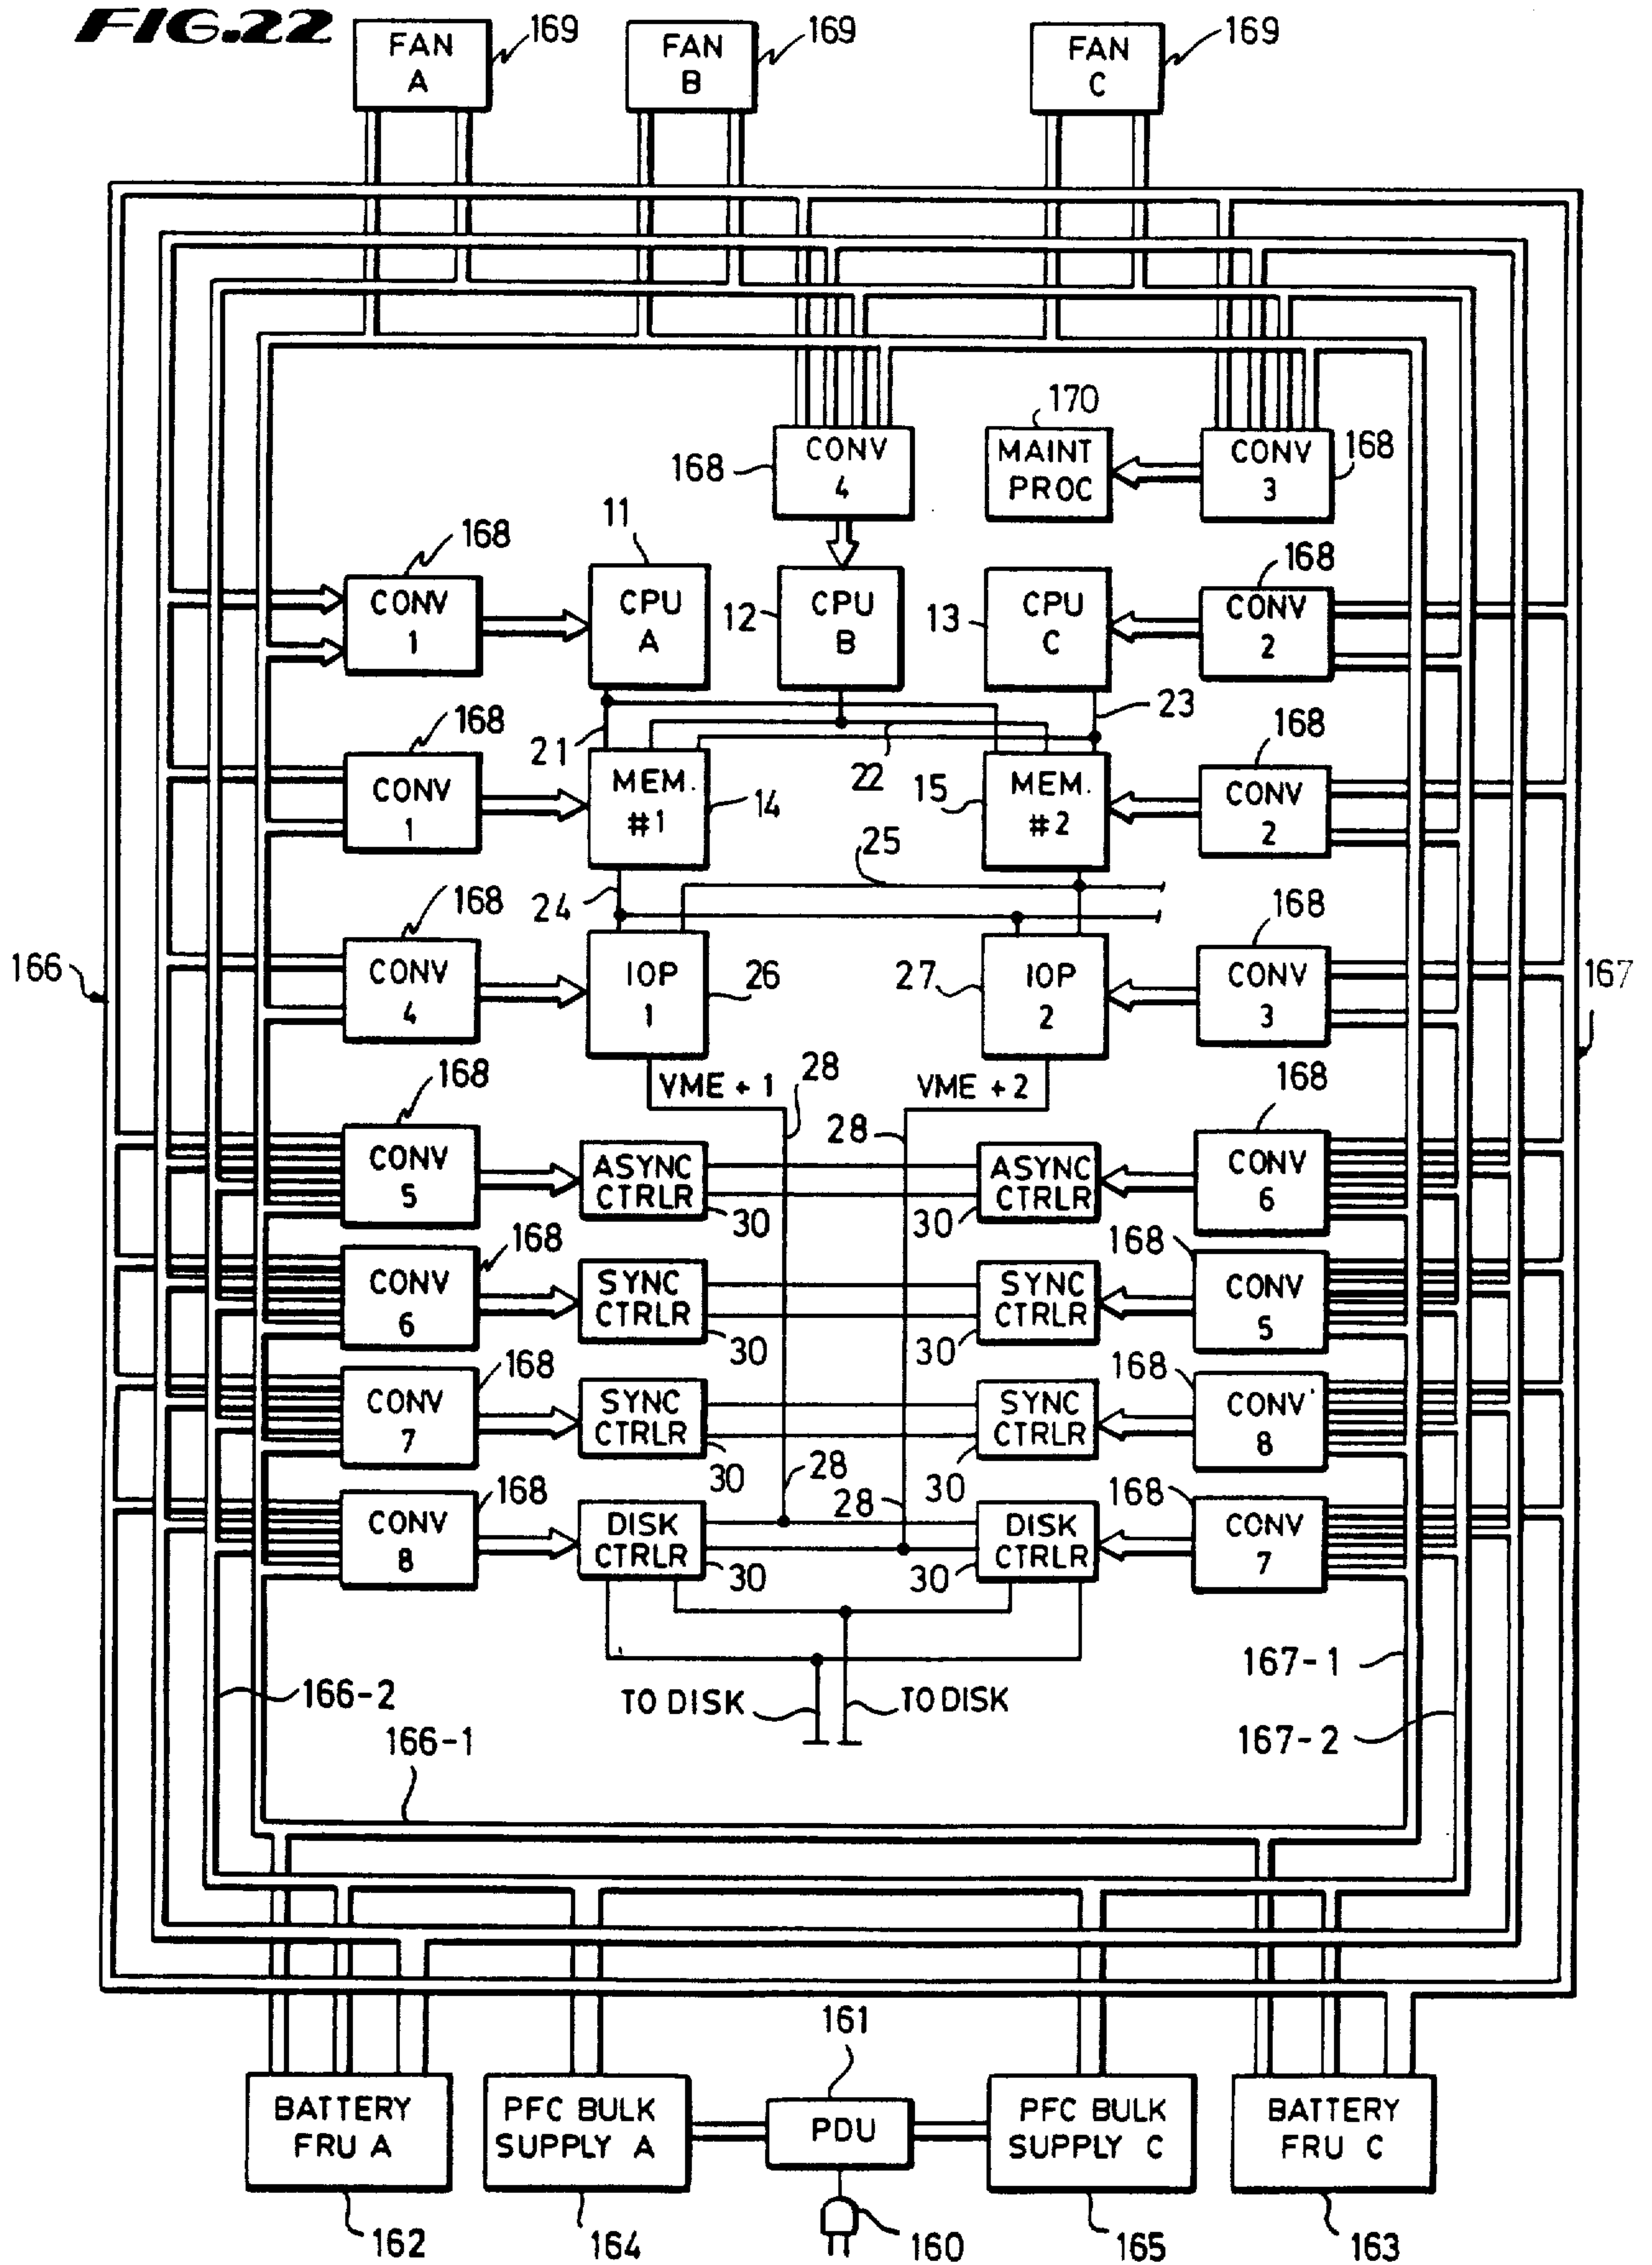 FIG.22
FAN
A
169
FAN
B
169
FAN
C
169
170
168
CONV
4
MAINT
PROC
CONV
3
168
168
11
CONV
1
CPU
A
12
CPU
B
13
CPU
C
168
CONV
2
168
21
22
23
168
CONV
1
MEM.
#1
14
15
MEM.
#2
CONV
2
25
168
24
168
166
CONV
4
IOP
1
26
27
IOP
2
CONV
3
167
168
VME + 1
28
VME + 2
168
28
CONV
5
ASYNC
CTRLR
30
30
ASYNC
CTRLR
CONV
6
168
168
CONV
6
SYNC
CTRLR
30
30
SYNC
CTRLR
CONV
5
168
168
CONV
7
SYNC
CTRLR
30
30
SYNC
CTRLR
CONV
8
168
28
28
168
CONV
8
DISK
CTRLR
30
30
DISK
CTRLR
CONV
7
167-1
166-2
TO DISK
TO DISK
166-1
167-2
161
BATTERY
FRU A
PFC BULK
SUPPLY A
PDU
PFC BULK
SUPPLY C
BATTERY
FRU C
162
164
160
165
163